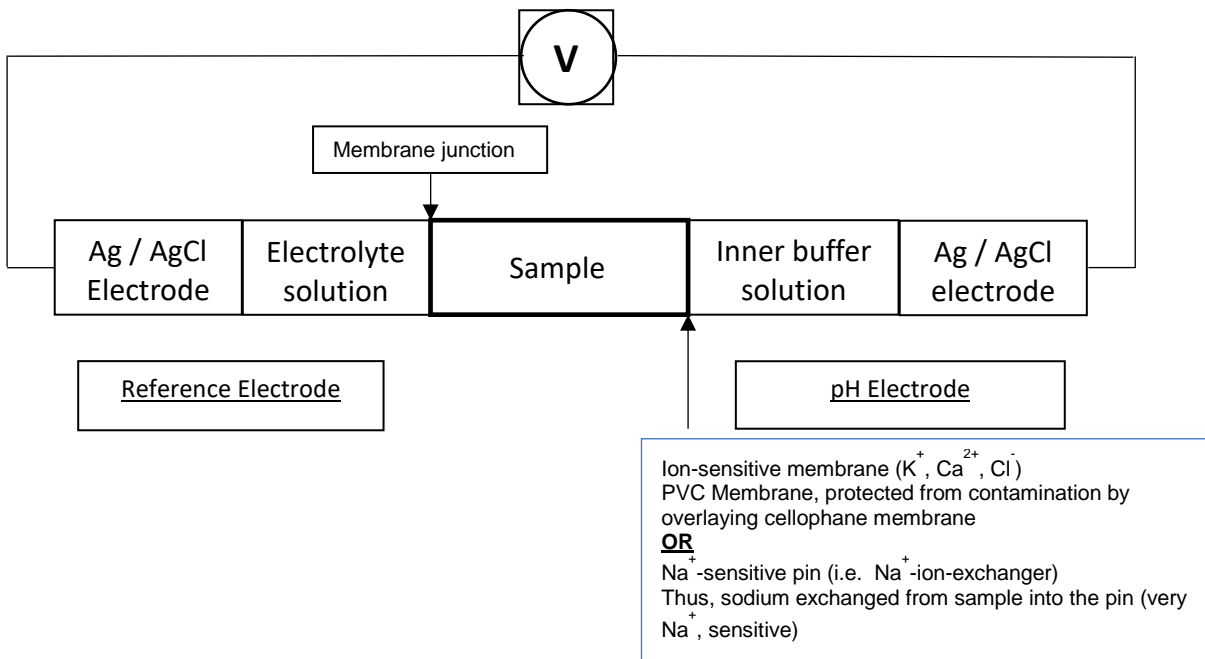 V
Membrane junction
Ag / AgCl
Electrode
Electrolyte
solution
Sample
Inner buffer
solution
Ag / AgCl
electrode
Reference Electrode
pH Electrode
Ion-sensitive membrane (K⁺, Ca²⁺, Cl⁻)
PVC Membrane, protected from contamination by
overlaying cellophane membrane
OR
Na⁺-sensitive pin (i.e. Na⁺-ion-exchanger)
Thus, sodium exchanged from sample into the pin (very
Na⁺, sensitive)